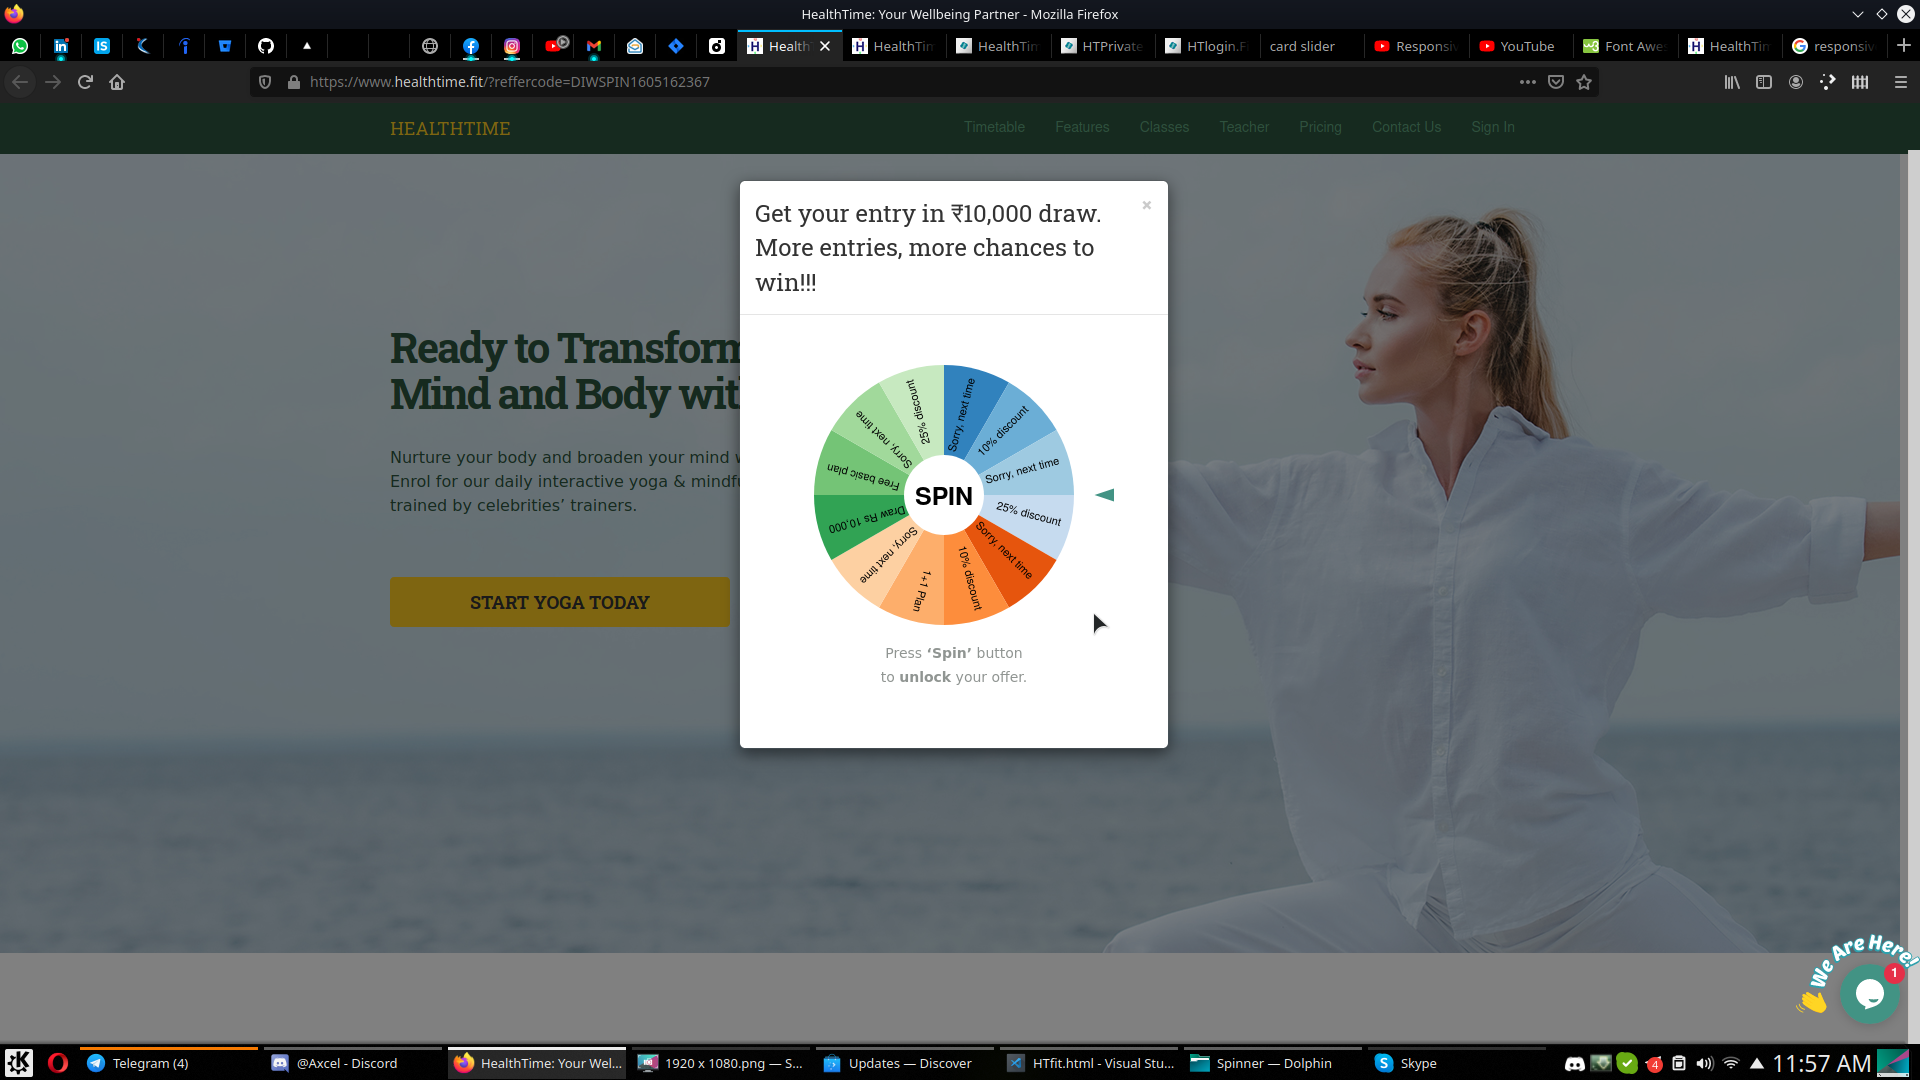 HealthTime: Your Wellbeing Partner - Mozilla Firefox
Health
HealthTim
HealthTim
HTPrivate
HTlogin.F
card slider
Responsiv
YouTube
Font Awe
HealthTim
responsiv
https://www.healthtime.fit/?reffercode=DIWSPIN1605162367
HEALTHTIME
Timetable
Features
Classes
Teacher
Pricing
Contact Us
Sign In
Get your entry in ₹10,000 draw.
More entries, more chances to
win!!!
×
Ready to Transform
Mind and Body wit
Nurture your body and broaden your mind w
Enrol for our daily interactive yoga & mindfu
trained by celebrities’ trainers.
START YOGA TODAY
Sorry, next time
10% discount
Sorry, next time
25% discount
Sorry, next time
10% discount
1+1 Plan
Sorry, next time
Draw Rs 10,000
Free basic plan
Sorry, next time
25% discount
SPIN
Press ‘Spin’ button
to unlock your offer.
We Are Here!
1
Telegram (4)
@Axcel - Discord
HealthTime: Your Wel...
1920 x 1080.png — S...
Updates — Discover
HTfit.html - Visual Stu...
Spinner — Dolphin
Skype
4
11:57 AM